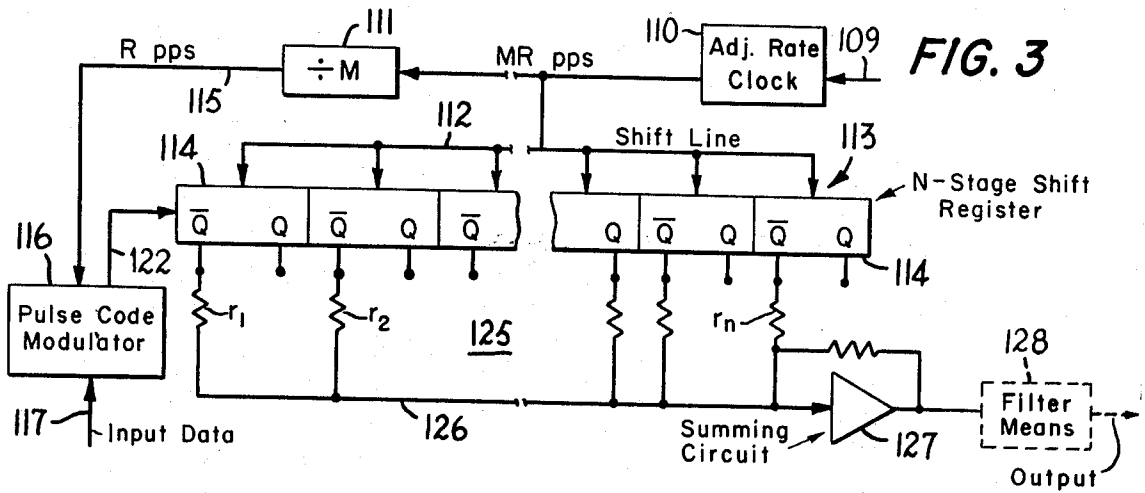 FIG. 3
111
110
109
R pps
÷M
MR pps
Adj. Rate
Clock
115
112
Shift Line
113
114
N-Stage Shift
Register
Q̅ Q Q̅ Q Q̅ Q Q̅ Q Q̅ Q
116
122
114
Pulse Code
Modulator
r1
r2
125
rn
128
Filter
Means
117
Input Data
126
Summing
Circuit
127
Output